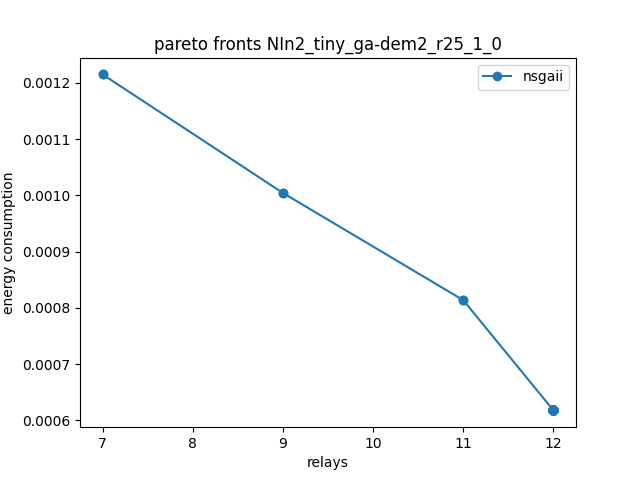 pareto fronts NIn2_tiny_ga-dem2_r25_1_0
nsgaii
energy consumption
0.0012
0.0011
0.0010
0.0009
0.0008
0.0007
0.0006
7 8 9 10 11 12
relays